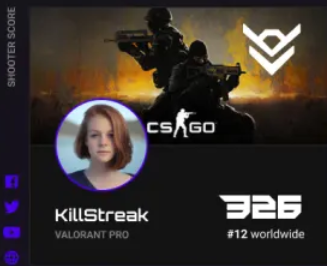 SHOOTER SCORE
CS GO
KillStreak
VALORANT PRO
326
#12 worldwide